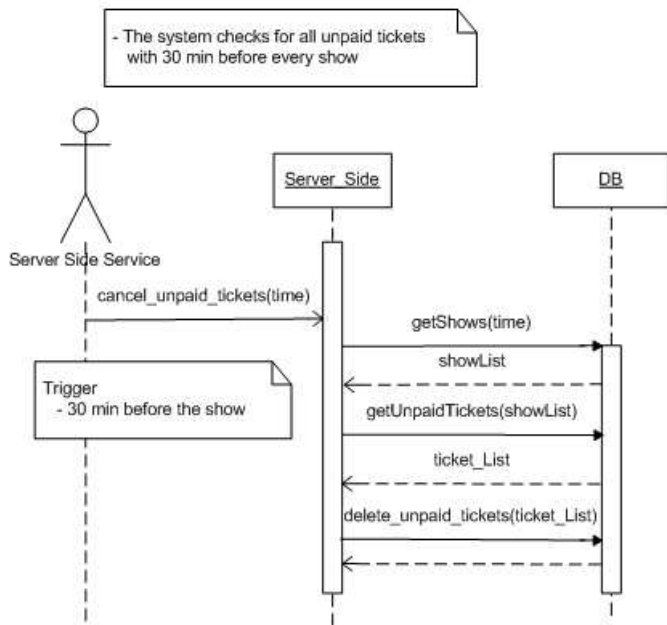 - The system checks for all unpaid tickets
with 30 min before every show
Server_Side
DB
Server Side Service
cancel_unpaid_tickets(time)
getShows(time)
showList
Trigger
- 30 min before the show
getUnpaidTickets(showList)
ticket_List
delete_unpaid_tickets(ticket_List)